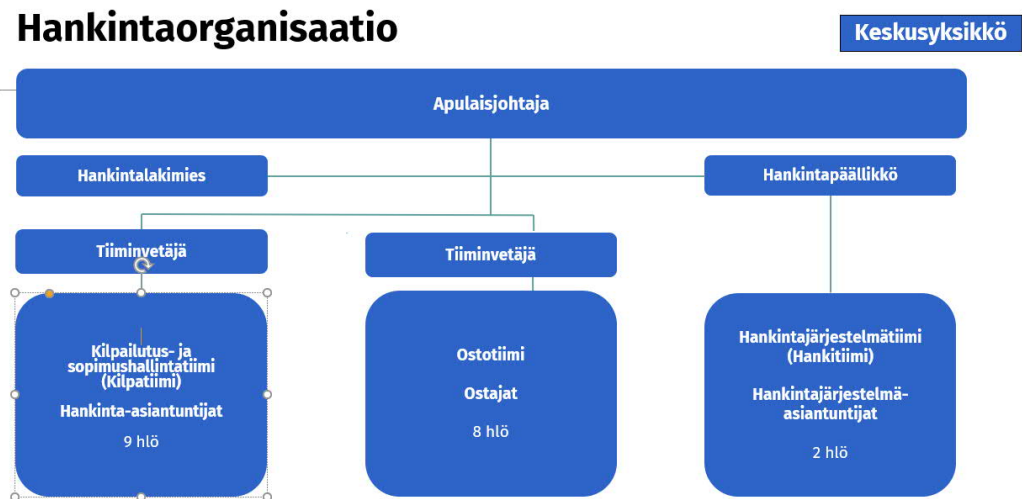 Hankintaorganisaatio
Keskusyksikkö
Apulaisjohtaja
Hankintalakimies
Hankintapäällikkö
Tiiminvetäjä
Tiiminvetäjä
Kilpailutus- ja
sopimushallintatiimi
(Kilpatiimi)
Hankinta-asiantuntijat
9 hlö
Ostotiimi
Ostajat
8 hlö
Hankintajärjestelmätiimi
(Hankitiimi)
Hankintajärjestelmä-
asiantuntijat
2 hlö